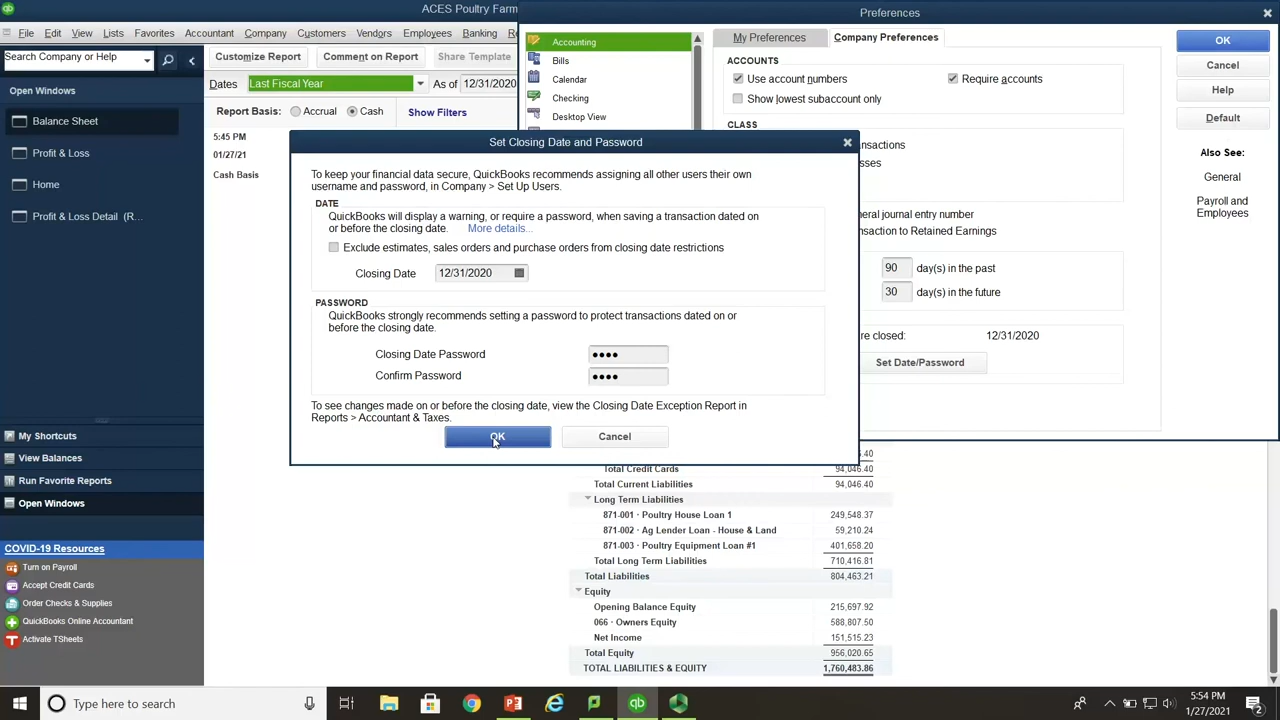 ACES Poultry Farm
Preferences
File Edit View Lists Favorites Accountant Company Customers Vendors Employees Banking
My Preferences Company Preferences
OK
Search Company or Help
Customize Report Comment on Report Share Template
Accounting
ACCOUNTS
Bills
Use account numbers Require accounts
Cancel
Calendar
Dates Last Fiscal Year As of 12/31/2020
Help
Open Windows
Checking
Show lowest subaccount only
Report Basis: Accrual Cash Show Filters
Desktop View
Default
Balance Sheet
CLASS
5:45 PM
Set Closing Date and Password
nsactions
Also See:
Profit & Loss
01/27/21
sses
Cash Basis
To keep your financial data secure, QuickBooks recommends assigning all other users their own
username and password, in Company > Set Up Users.
General
Home
DATE
Payroll and
Employees
Profit & Loss Detail (R...
QuickBooks will display a warning, or require a password, when saving a transaction dated on
or before the closing date. More details...
eral journal entry number
saction to Retained Earnings
Exclude estimates, sales orders and purchase orders from closing date restrictions
Closing Date 12/31/2020
90 day(s) in the past
30 day(s) in the future
PASSWORD
QuickBooks strongly recommends setting a password to protect transactions dated on or
before the closing date.
re closed: 12/31/2020
Closing Date Password ●●●●
Set Date/Password
Confirm Password ●●●●
To see changes made on or before the closing date, view the Closing Date Exception Report in
Reports > Accountant & Taxes.
OK Cancel
My Shortcuts
View Balances
Run Favorite Reports
Open Windows
COVID-19 Resources
Turn on Payroll
Accept Credit Cards
Order Checks & Supplies
QuickBooks Online Accountant
Activate TSheets
Total Credit Cards 94,046.40
Total Current Liabilities 94,046.40
Long Term Liabilities
871-001 · Poultry House Loan 1 249,548.37
871-002 · Ag Lender Loan - House & Land 59,210.24
871-003 · Poultry Equipment Loan #1 401,658.20
Total Long Term Liabilities 710,416.81
Total Liabilities 804,463.21
Equity
Opening Balance Equity 215,697.92
066 · Owners Equity 588,807.50
Net Income 151,515.23
Total Equity 956,020.65
TOTAL LIABILITIES & EQUITY 1,760,483.86
Type here to search
5:54 PM
1/27/2021
2